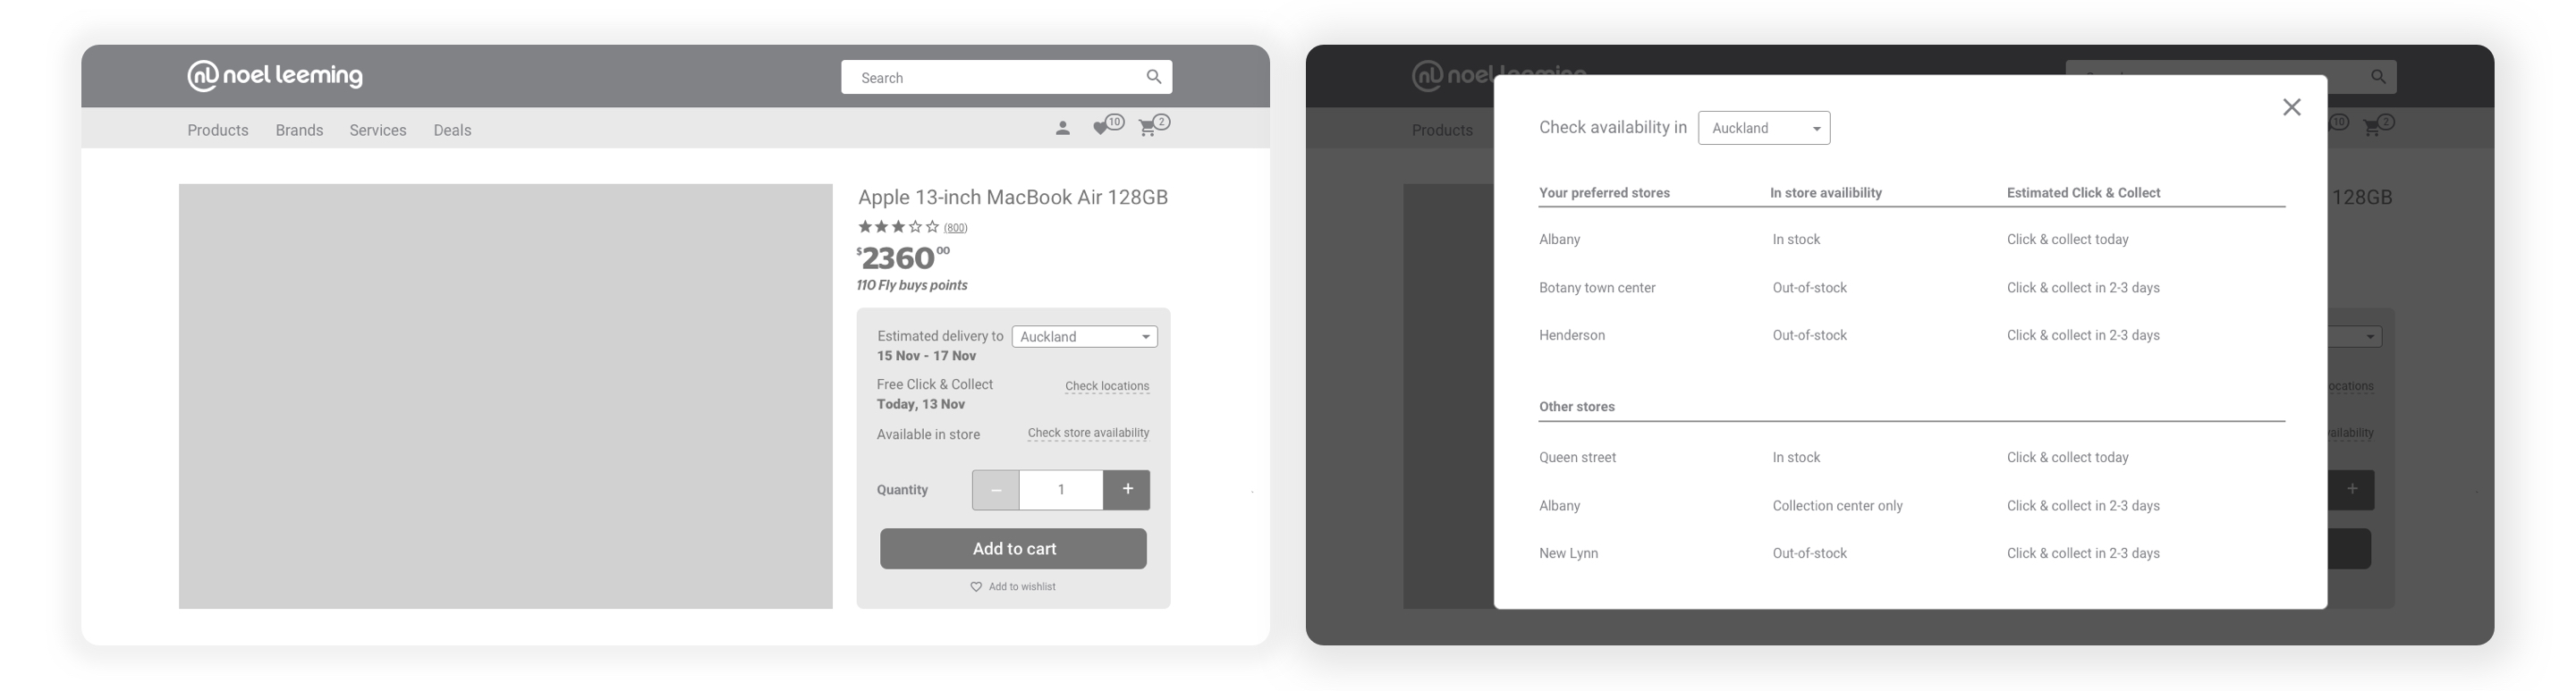 noel leeming
Search
Products Brands Services Deals
10 2
Apple 13-inch MacBook Air 128GB
(800)
$2360 00
110 Fly buys points
Estimated delivery to Auckland
15 Nov - 17 Nov
Free Click & Collect Check locations
Today, 13 Nov
Available in store Check store availability
Quantity – 1 +
Add to cart
Add to wishlist
noel leeming
Products
10 2
128GB
ocations
vailability
+
Check availability in Auckland
Your preferred stores In store availibility Estimated Click & Collect
Albany In stock Click & collect today
Botany town center Out-of-stock Click & collect in 2-3 days
Henderson Out-of-stock Click & collect in 2-3 days
Other stores
Queen street In stock Click & collect today
Albany Collection center only Click & collect in 2-3 days
New Lynn Out-of-stock Click & collect in 2-3 days